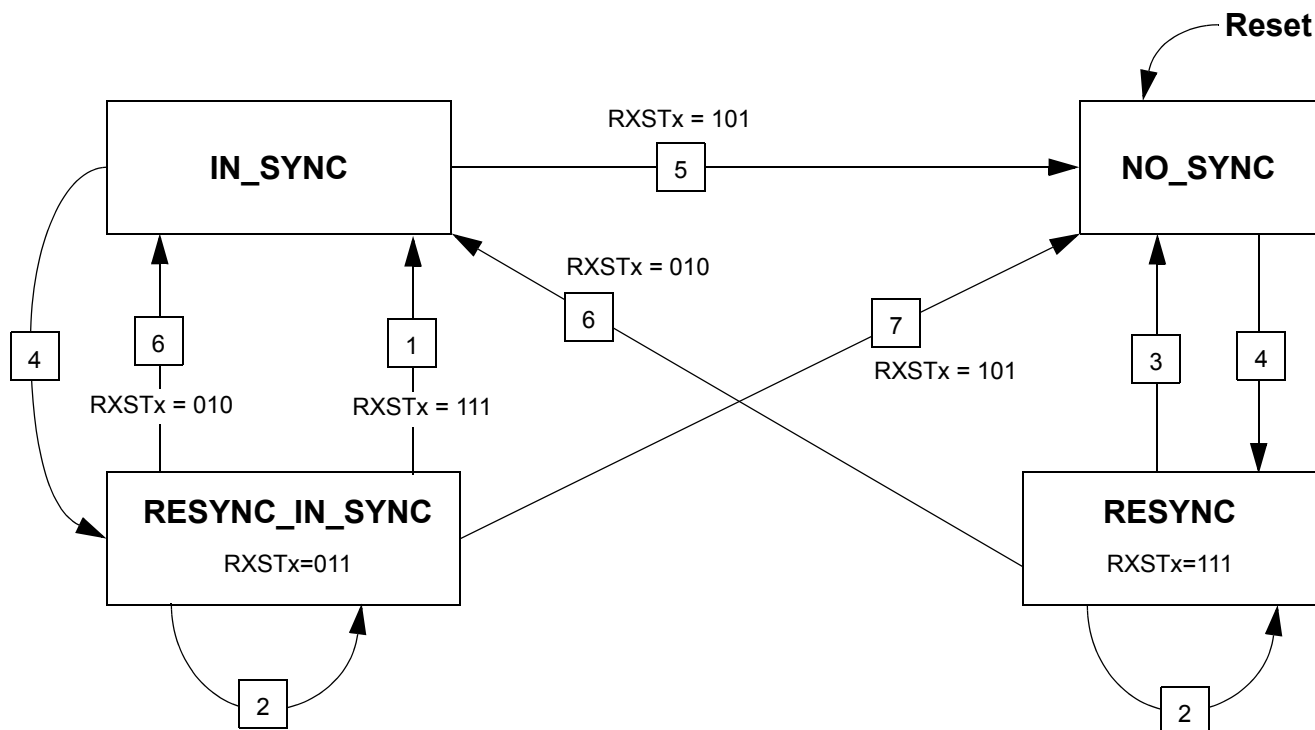 Reset
RXSTx = 101
IN_SYNC
5
NO_SYNC
RXSTx = 010
6
7
4
6
1
3
4
RXSTx = 101
RXSTx = 010
RXSTx = 111
RESYNC_IN_SYNC
RXSTx=011
RESYNC
RXSTx=111
2
2